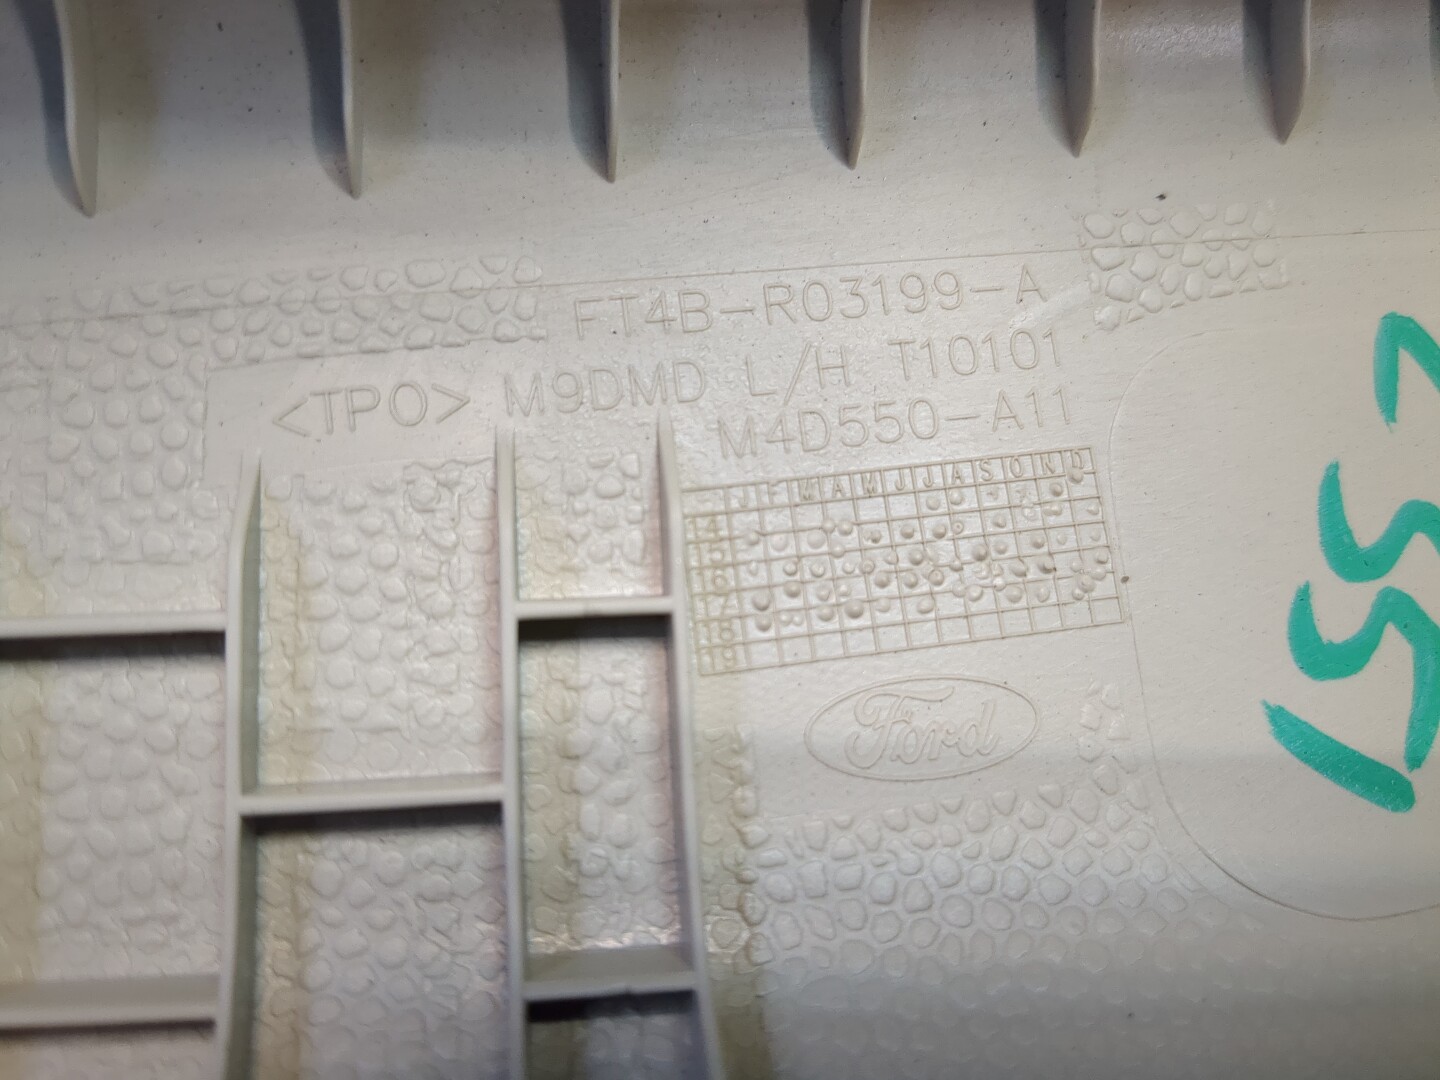 FT4B-R03199-A
<TPO> M9DMD L/H T10101
M4D550-A11
J F M A M J J A S O N D
14
15
16
17
18
19
Ford